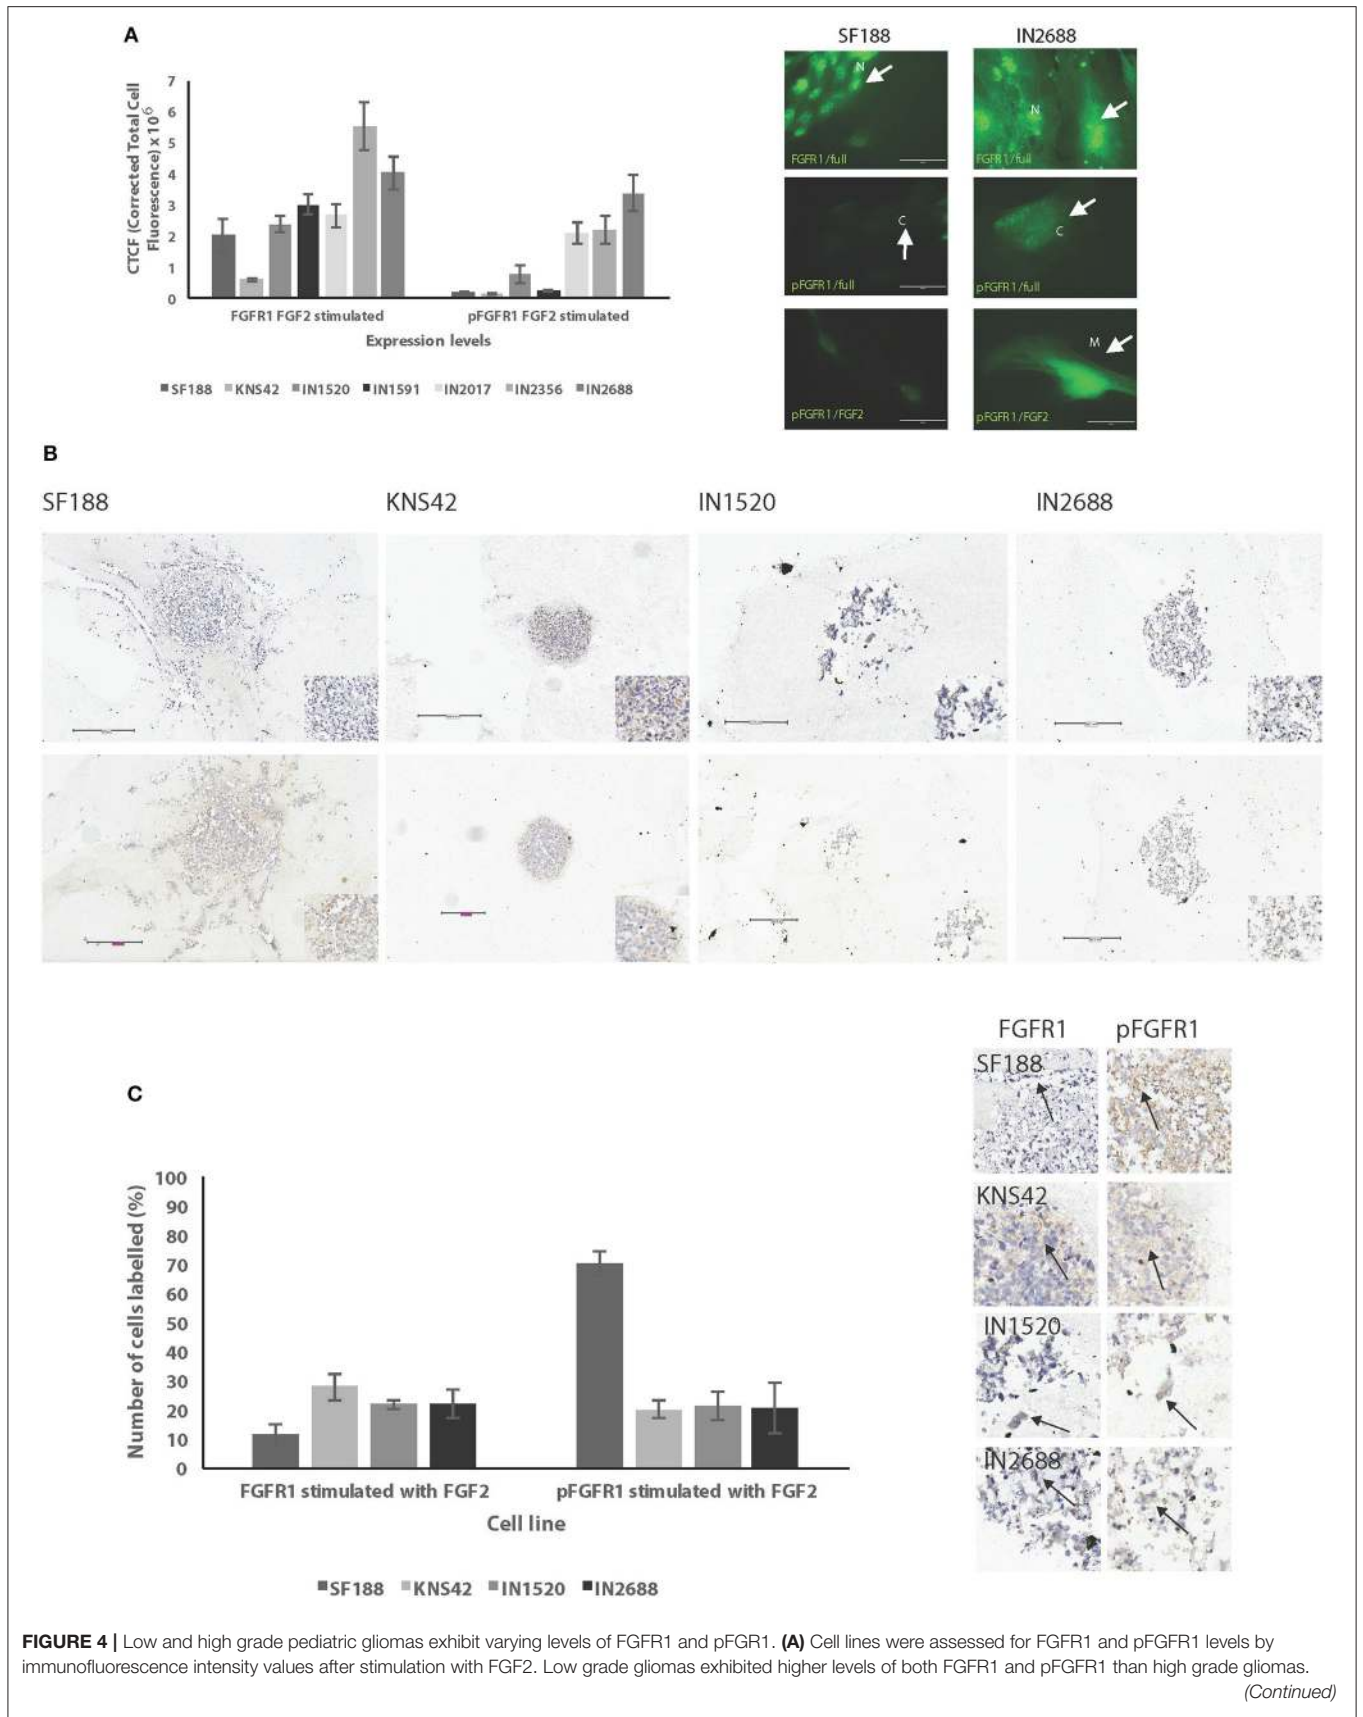 A
CTCF (Corrected Total Cell
Fluorescence) x 10⁶
7
6
5
4
3
2
1
0
FGFR1 FGF2 stimulated
pFGFR1 FGF2 stimulated
Expression levels
SF188 KNS42 IN1520 IN1591 IN2017 IN2356 IN2688
SF188
IN2688
N
FGFR1/full
N
FGFR1/full
C
pFGFR1/full
C
pFGFR1/full
pFGFR1/FGF2
M
pFGFR1/FGF2
B
SF188
KNS42
IN1520
IN2688
C
Number of cells labelled (%)
100
90
80
70
60
50
40
30
20
10
0
FGFR1 stimulated with FGF2
pFGFR1 stimulated with FGF2
Cell line
SF188 KNS42 IN1520 IN2688
FGFR1 pFGFR1
SF188
KNS42
IN1520
IN2688
FIGURE 4 | Low and high grade pediatric gliomas exhibit varying levels of FGFR1 and pFGR1. (A) Cell lines were assessed for FGFR1 and pFGFR1 levels by
immunofluorescence intensity values after stimulation with FGF2. Low grade gliomas exhibited higher levels of both FGFR1 and pFGFR1 than high grade gliomas.
(Continued)